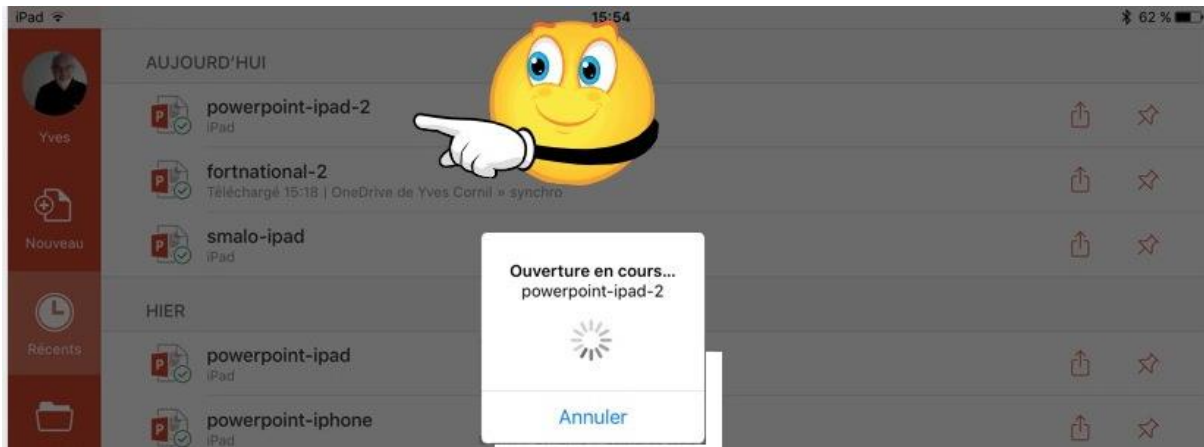 iPad
15:54
62 %
AUJOURD'HUI
powerpoint-ipad-2
iPad
Yves
fortnational-2
Téléchargé 15:18 | OneDrive de Yves Cornil » synchro
Nouveau
smalo-ipad
iPad
Ouverture en cours...
powerpoint-ipad-2
HIER
Récents
powerpoint-ipad
iPad
Annuler
powerpoint-iphone
iPad